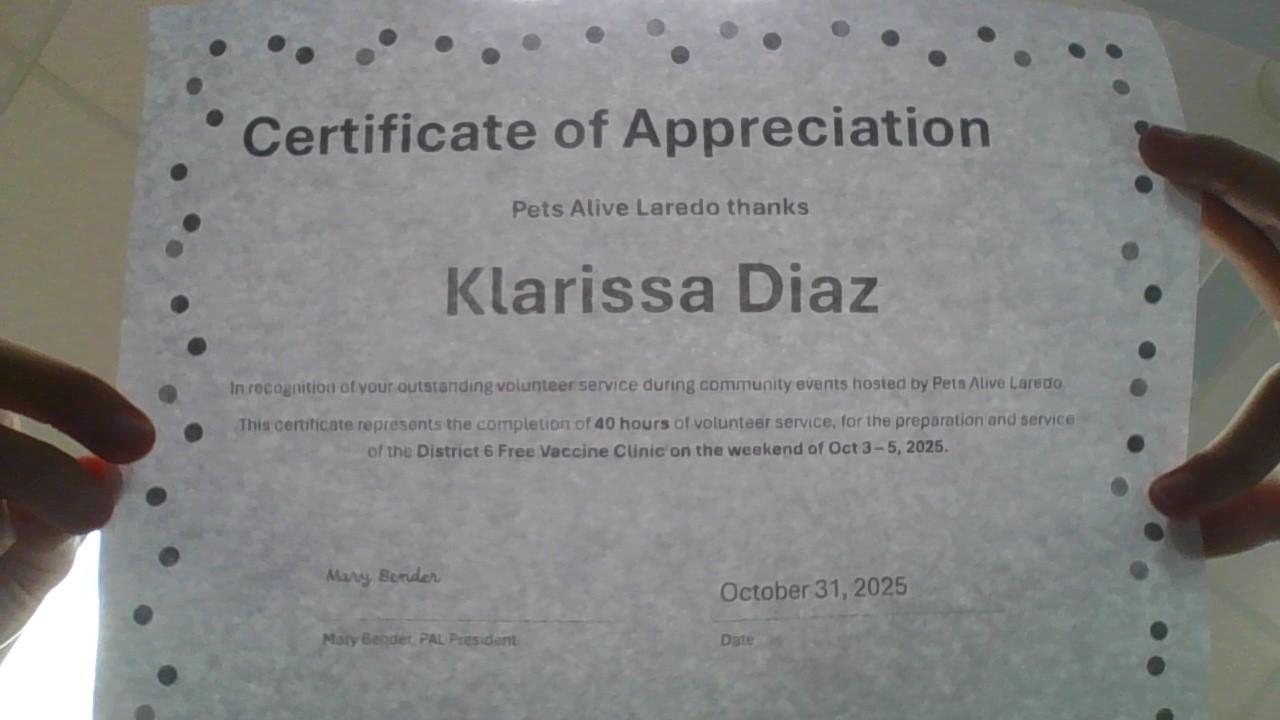 Certificate of Appreciation
Pets Alive Laredo thanks
Klarissa Diaz
In recognition of your outstanding volunteer service during community events hosted by Pets Alive Laredo.
This certificate represents the completion of 40 hours of volunteer service, for the preparation and service
of the District 6 Free Vaccine Clinic on the weekend of Oct 3 – 5, 2025.
Mary Bender
October 31, 2025
Mary Bender, PAL President
Date